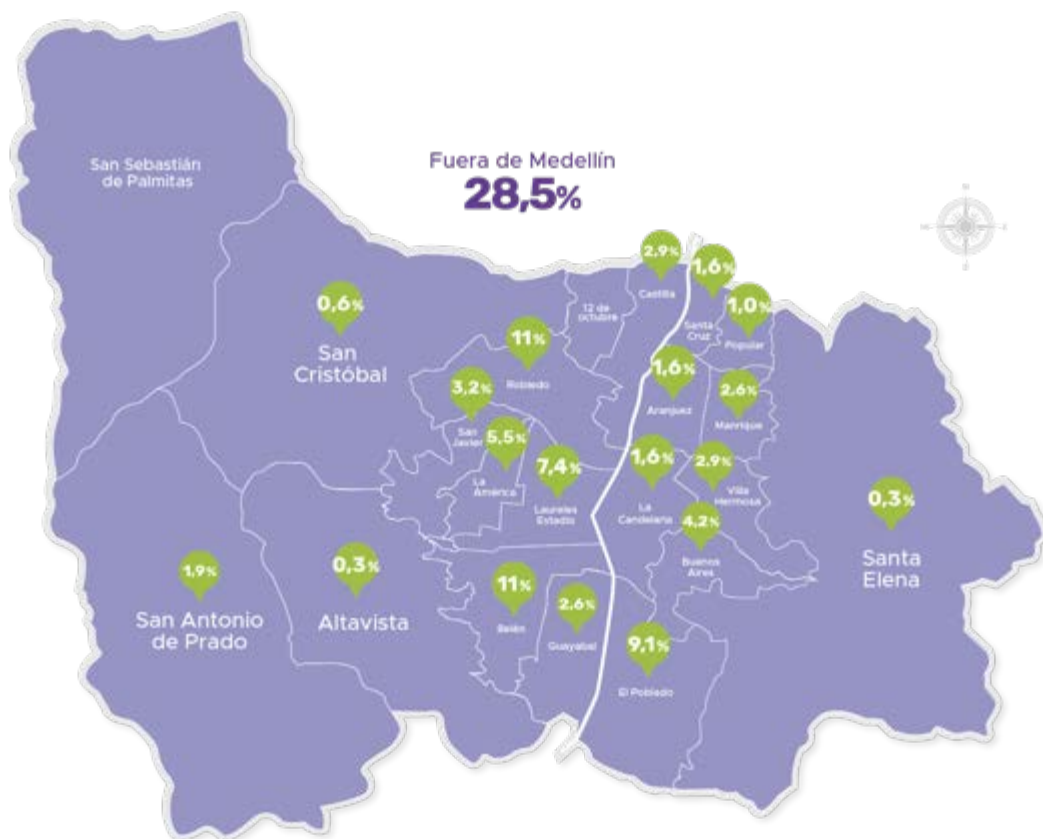 Fuera de Medellín
28,5%
San Sebastián
de Palmitas
2,9%
Castilla
1,6%
Santa
Cruz
1,0%
Popular
12 de
octubre
0,6%
San
Cristóbal
11%
Robledo
3,2%
San
Javier
5,5%
La
América
7,4%
Laureles
Estadio
1,6%
Aranjuez
2,6%
Manrique
1,6%
La
Candelaria
2,9%
Villa
Hermosa
4,2%
Buenos
Aires
0,3%
Santa
Elena
1,9%
San Antonio
de Prado
0,3%
Altavista
11%
Belén
2,6%
Guayabal
9,1%
El Poblado